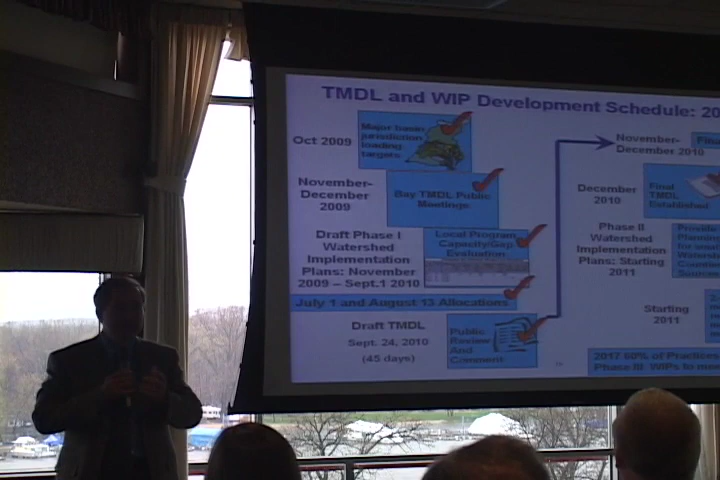 TMDL and WIP Development Schedule: 20
Oct 2009
Major basin
jurisdiction
loading
targets
November-
December
2009
Bay TMDL Public
Meetings
Draft Phase I
Watershed
Implementation
Plans: November
2009 – Sept.1 2010
Local Program
Capacity/Gap
Evaluation
July 1 and August 13 Allocations
Draft TMDL
Sept. 24, 2010
(45 days)
Public
Review
And
Comment
November-
December 2010
December
2010
Final
TMDL
Established
Phase II
Watershed
Implementation
Plans: Starting
2011
Starting
2011
2017 60% of Practices
Phase III WIPs to